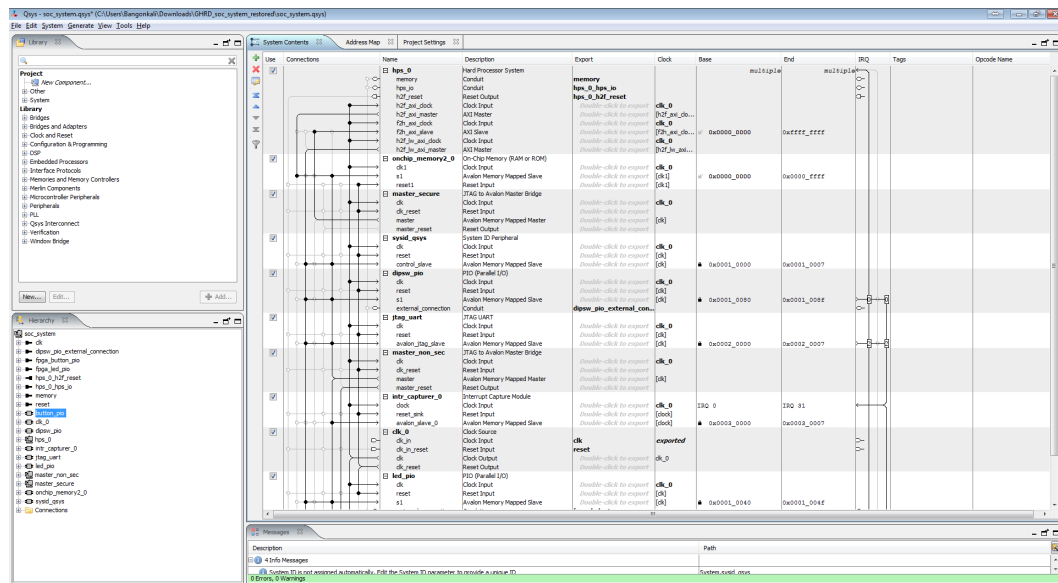 Qsys - soc_system.qsys* (C:\Users\Bangonkali\Downloads\GHRD_soc_system_restored\soc_system.qsys)
File Edit System Generate View Tools Help
Library
Project
New Component...
Other
System
Library
Bridges
Bridges and Adapters
Clock and Reset
Configuration & Programming
DSP
Embedded Processors
Interface Protocols
Memories and Memory Controllers
Merlin Components
Microcontroller Peripherals
Peripherals
PLL
Qsys Interconnect
Verification
Window Bridge
New... Edit... Add...
Hierarchy
soc_system
clk
dipsw_pio_external_connection
fpga_button_pio
fpga_led_pio
hps_0_h2f_reset
hps_0_hps_io
memory
reset
button_pio
clk_0
dipsw_pio
hps_0
intr_capturer_0
jtag_uart
led_pio
master_non_sec
master_secure
onchip_memory2_0
sysid_qsys
Connections
System Contents Address Map Project Settings
Use Connections Name Description Export Clock Base End IRQ Tags Opcode Name
hps_0 Hard Processor System multiple multiple
memory Conduit memory
hps_io Conduit hps_0_hps_io
h2f_reset Reset Output hps_0_h2f_reset
h2f_axi_clock Clock Input Double-click to export clk_0
h2f_axi_master AXI Master Double-click to export [h2f_axi_do...
f2h_axi_clock Clock Input Double-click to export clk_0
f2h_axi_slave AXI Slave Double-click to export [f2h_axi_do... 0x0000_0000 0xffff_ffff
h2f_lw_axi_clock Clock Input Double-click to export clk_0
h2f_lw_axi_master AXI Master Double-click to export [h2f_lw_axi...
onchip_memory2_0 On-Chip Memory (RAM or ROM)
clk1 Clock Input Double-click to export clk_0
s1 Avalon Memory Mapped Slave Double-click to export [clk1] 0x0000_0000 0x0000_ffff
reset1 Reset Input Double-click to export [clk1]
master_secure JTAG to Avalon Master Bridge
clk Clock Input Double-click to export clk_0
clk_reset Reset Input Double-click to export
master Avalon Memory Mapped Master Double-click to export [clk]
master_reset Reset Output Double-click to export
sysid_qsys System ID Peripheral
clk Clock Input Double-click to export clk_0
reset Reset Input Double-click to export [clk]
control_slave Avalon Memory Mapped Slave Double-click to export [clk] 0x0001_0000 0x0001_0007
dipsw_pio PIO (Parallel I/O)
clk Clock Input Double-click to export clk_0
reset Reset Input Double-click to export [clk]
s1 Avalon Memory Mapped Slave Double-click to export [clk] 0x0001_0080 0x0001_008f
external_connection Conduit dipsw_pio_external_con...
jtag_uart JTAG UART
clk Clock Input Double-click to export clk_0
reset Reset Input Double-click to export [clk]
avalon_jtag_slave Avalon Memory Mapped Slave Double-click to export [clk] 0x0002_0000 0x0002_0007
master_non_sec JTAG to Avalon Master Bridge
clk Clock Input Double-click to export clk_0
clk_reset Reset Input Double-click to export
master Avalon Memory Mapped Master Double-click to export [clk]
master_reset Reset Output Double-click to export
intr_capturer_0 Interrupt Capture Module
clock Clock Input Double-click to export clk_0 IRQ 0 IRQ 31
reset_sink Reset Input Double-click to export [clock]
avalon_slave_0 Avalon Memory Mapped Slave Double-click to export [clock] 0x0003_0000 0x0003_0007
clk_0 Clock Source
clk_in Clock Input clk exported
clk_in_reset Reset Input reset
clk Clock Output Double-click to export clk_0
clk_reset Reset Output Double-click to export
led_pio PIO (Parallel I/O)
clk Clock Input Double-click to export clk_0
reset Reset Input Double-click to export [clk]
s1 Avalon Memory Mapped Slave Double-click to export [clk] 0x0001_0040 0x0001_004f
Messages
Description Path
4 Info Messages
System ID is not assigned automatically. Edit the System ID parameter to provide a unique ID System.sysid_qsys
0 Errors, 0 Warnings